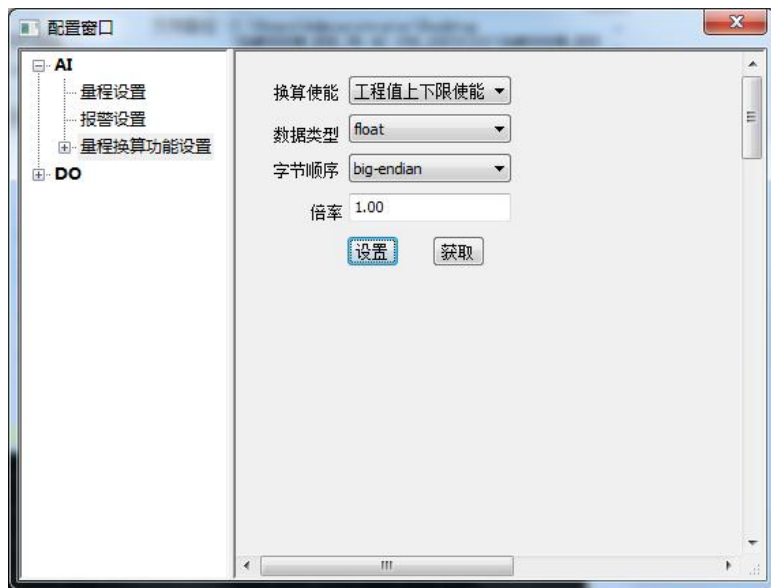 配置窗口
AI
量程设置
报警设置
量程换算功能设置
DO
换算使能 工程值上下限使能
数据类型 float
字节顺序 big-endian
倍率 1.00
设置 获取